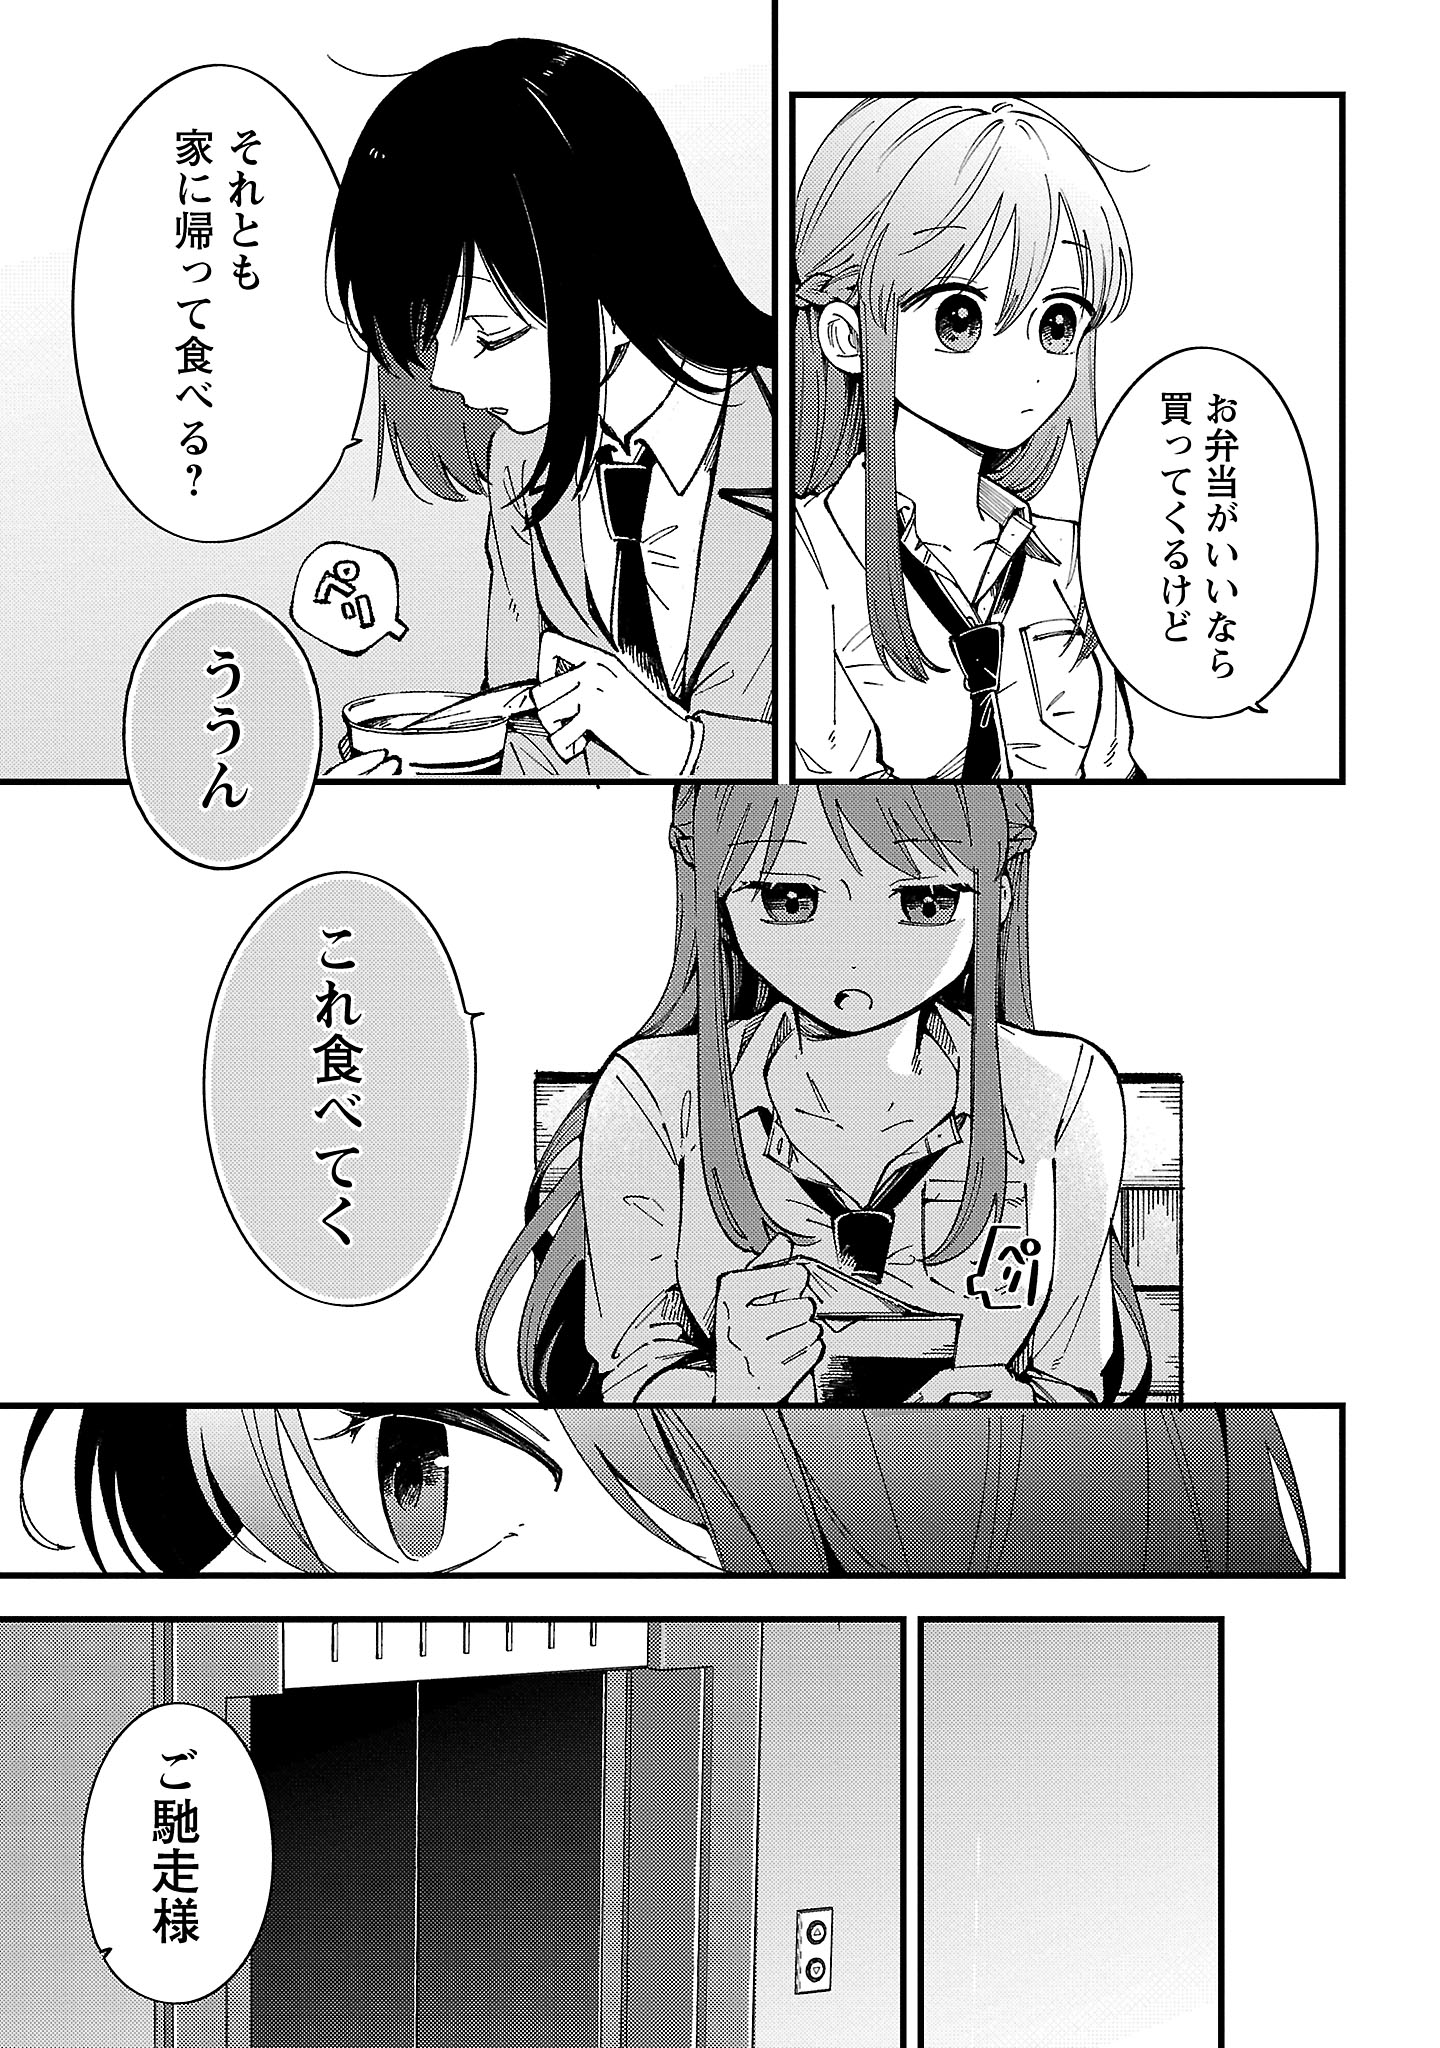 お弁当がいいなら
買ってくるけど
それとも
家に帰って食べる？
ペリ
ううん
これ食べてく
ペリ
ご馳走様